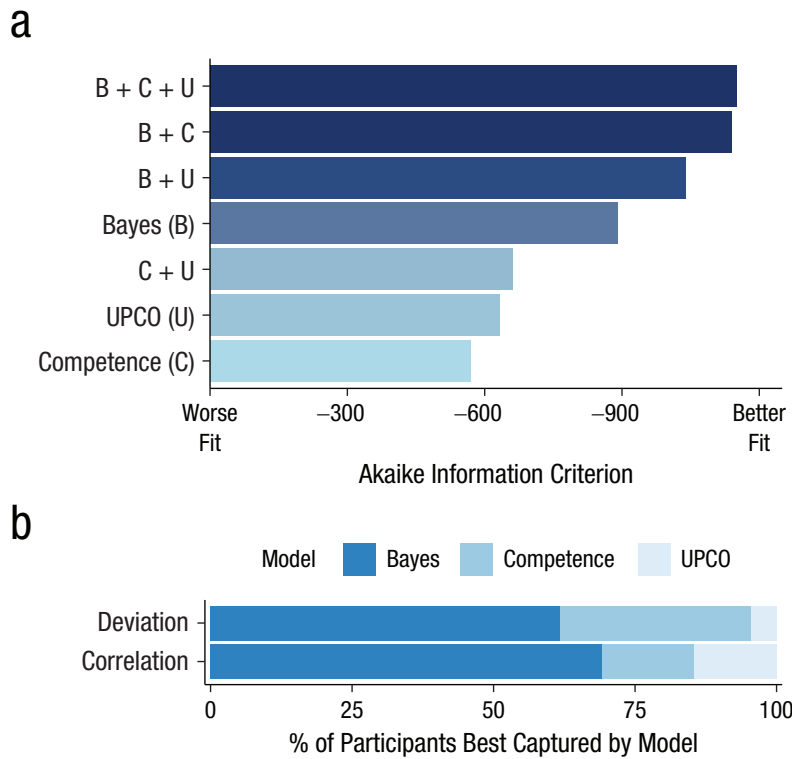 a
B + C + U
B + C
B + U
Bayes (B)
C + U
UPCO (U)
Competence (C)
Worse Fit
−300
−600
−900
Better Fit
Akaike Information Criterion
b
Model Bayes Competence UPCO
Deviation
Correlation
0 25 50 75 100
% of Participants Best Captured by Model